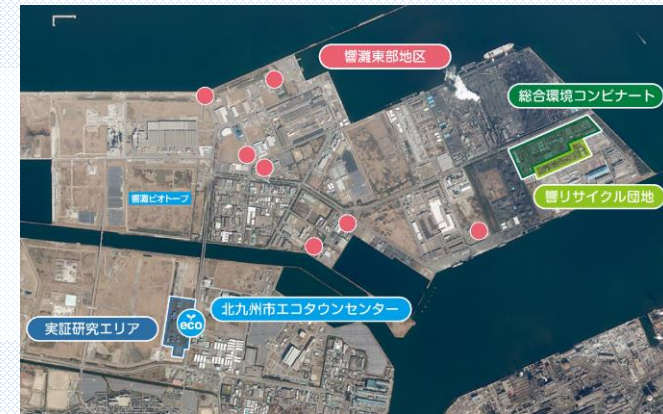 響灘東部地区
総合環境コンビナート
響リサイクル団地
響灘ビオトープ
北九州市エコタウンセンター
eco
実証研究エリア